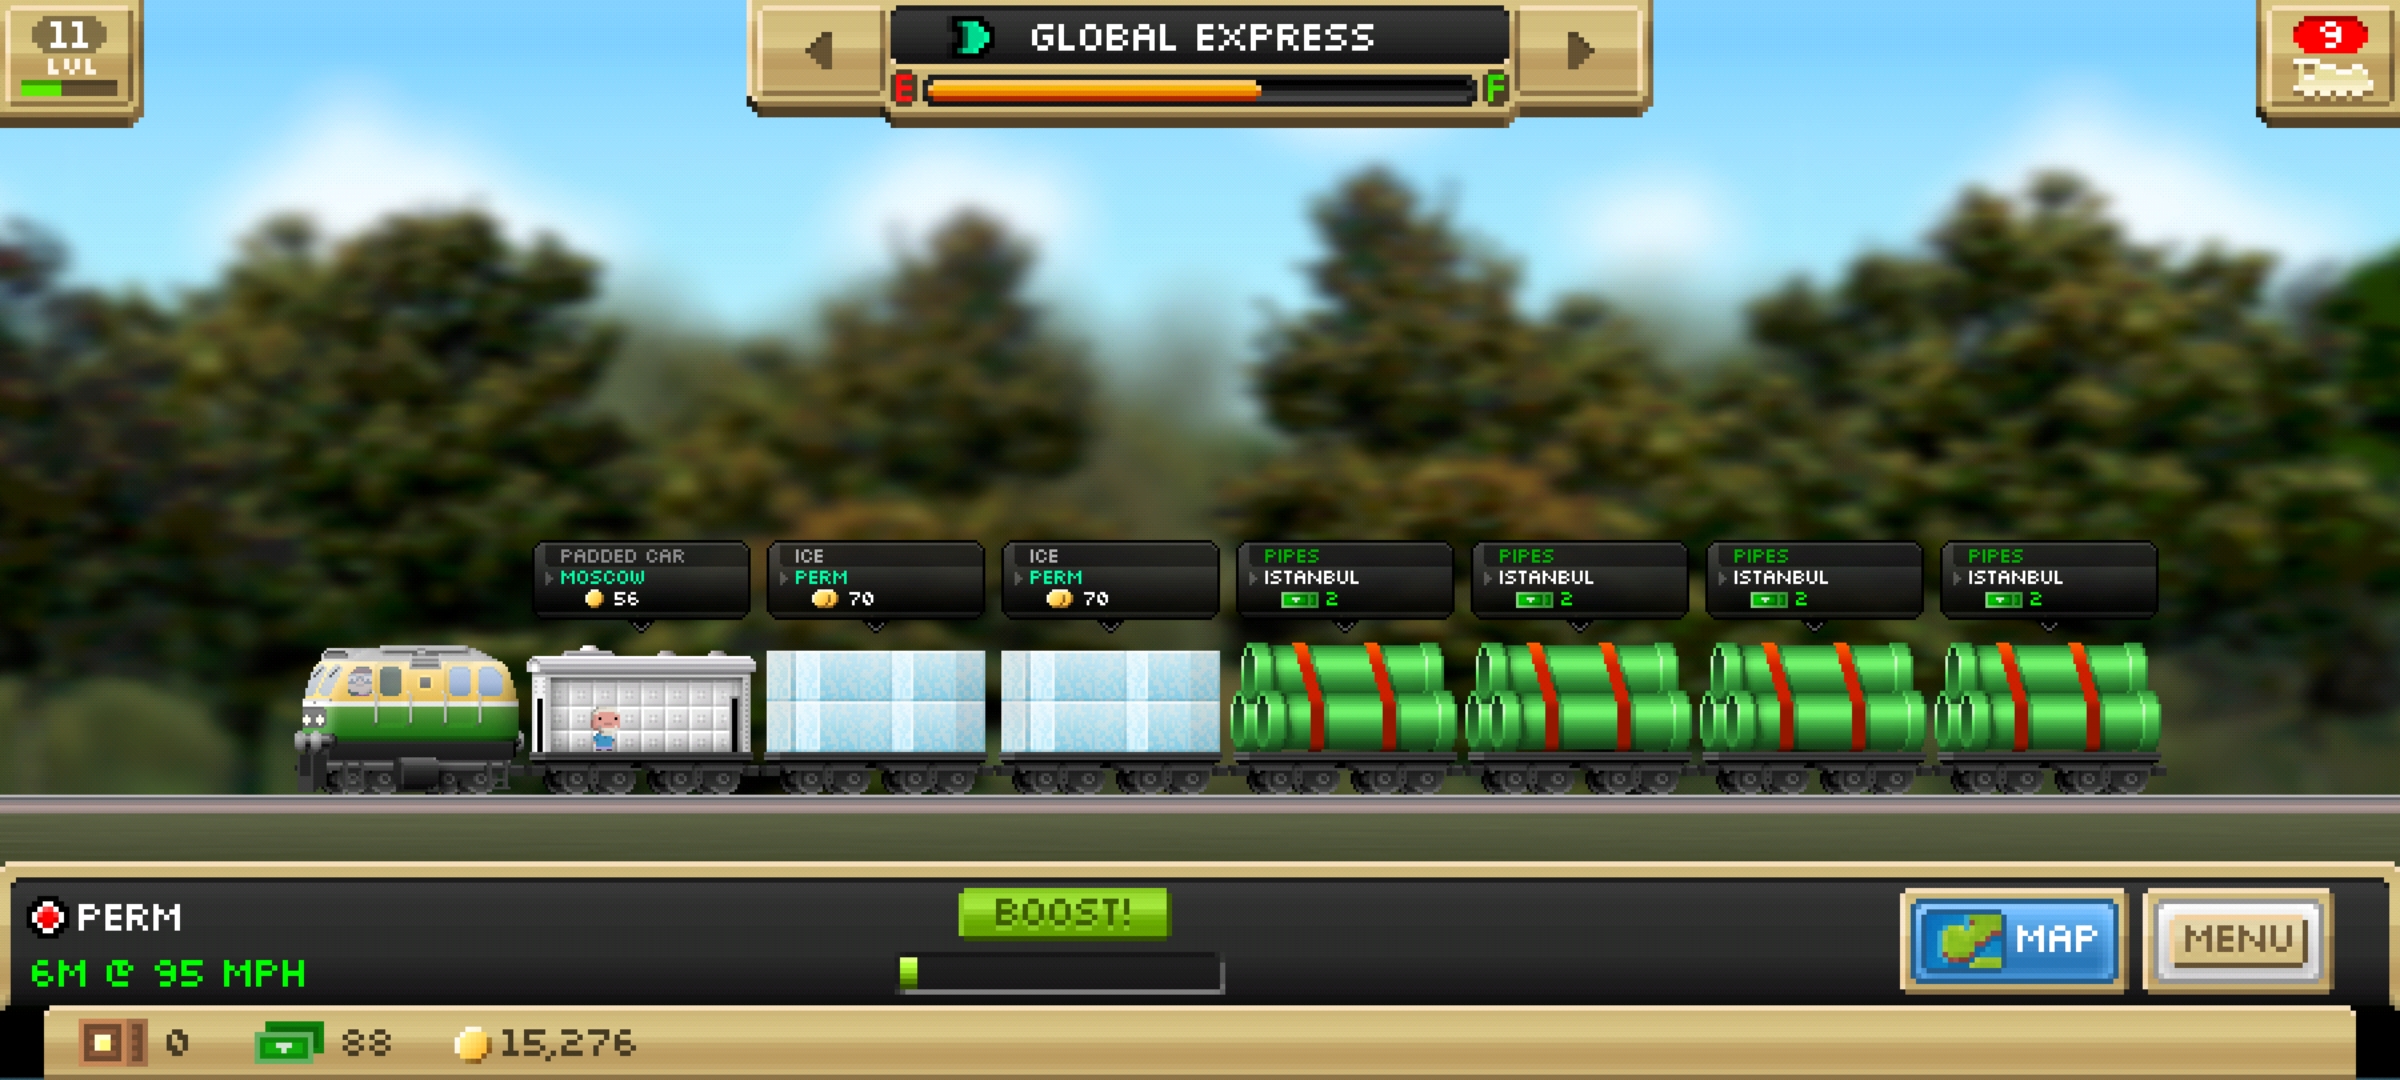 11
LVL
GLOBAL EXPRESS
E
F
9
PADDED CAR
MOSCOW
56
ICE
PERM
70
ICE
PERM
70
PIPES
ISTANBUL
2
PIPES
ISTANBUL
2
PIPES
ISTANBUL
2
PIPES
ISTANBUL
2
PERM
6M @ 95 MPH
BOOST!
MAP
MENU
0
88
15,276